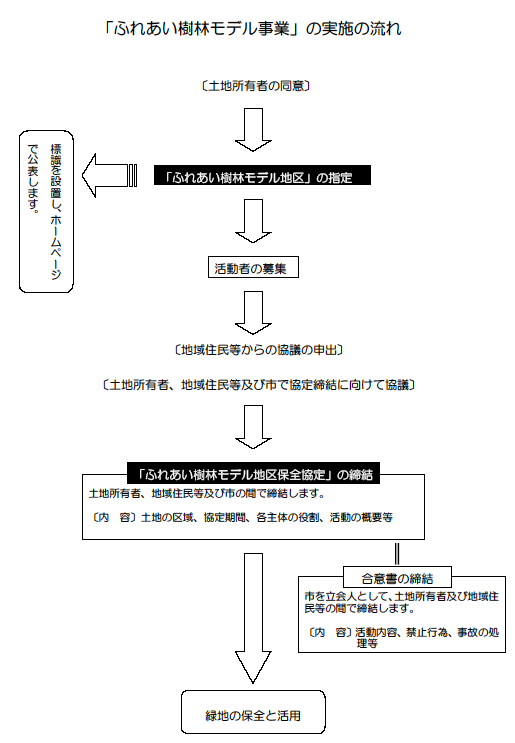 「ふれあい樹林モデル事業」の実施の流れ
〔土地所有者の同意〕
標識を設置し、ホームページ
で公表します。
「ふれあい樹林モデル地区」の指定
活動者の募集
〔地域住民等からの協議の申出〕
〔土地所有者、地域住民等及び市で協定締結に向けて協議〕
「ふれあい樹林モデル地区保全協定」の締結
土地所有者、地域住民等及び市の間で締結します。
〔内　容〕土地の区域、協定期間、各主体の役割、活動の概要等
合意書の締結
市を立会人として、土地所有者及び地域住
民等の間で締結します。
〔内　容〕活動内容、禁止行為、事故の処
理等
緑地の保全と活用